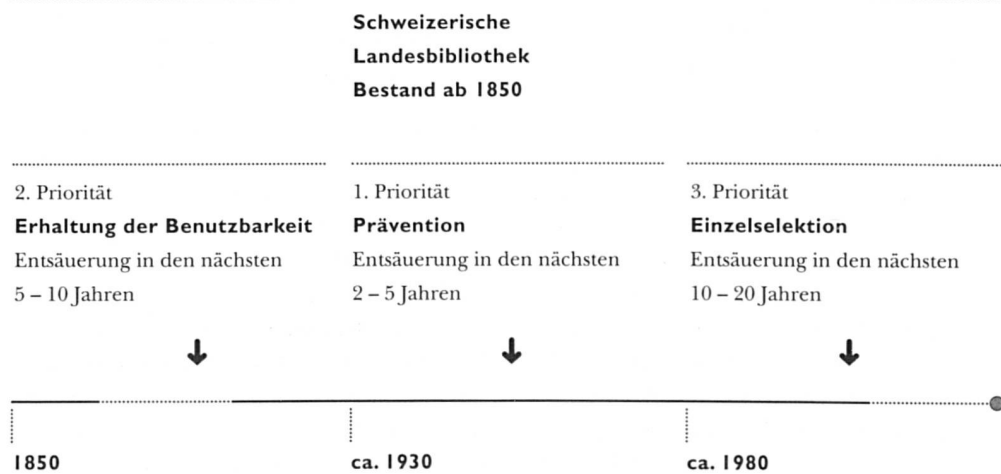 Schweizerische
Landesbibliothek
Bestand ab 1850
2. Priorität
Erhaltung der Benutzbarkeit
Entsäuerung in den nächsten
5 – 10 Jahren
1. Priorität
Prävention
Entsäuerung in den nächsten
2 – 5 Jahren
3. Priorität
Einzelselektion
Entsäuerung in den nächsten
10 – 20 Jahren
1850
ca. 1930
ca. 1980